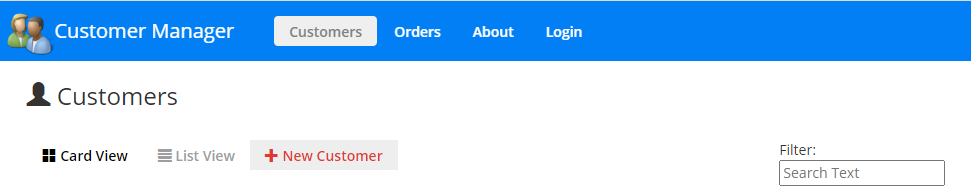 Customer Manager Customers Orders About Login
Customers
Card View List View New Customer
Filter:
Search Text